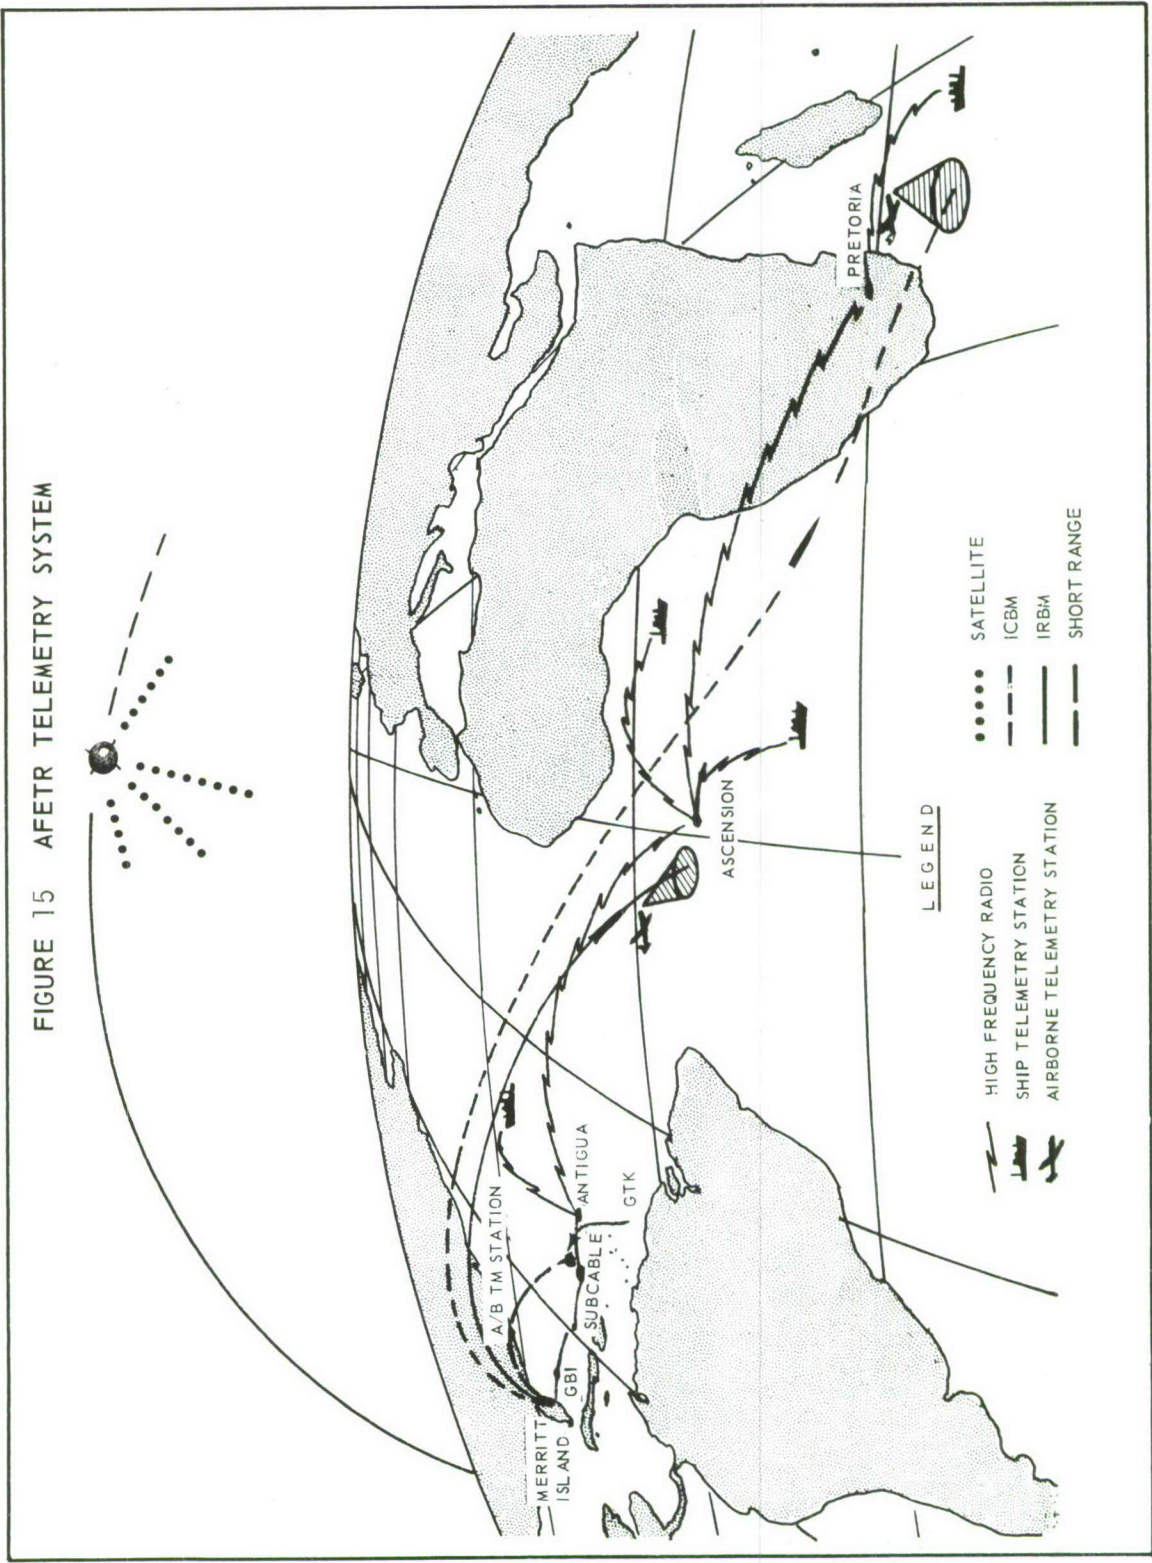 FIGURE 15 AFETR TELEMETRY SYSTEM
MERRITT
ISLAND
GBI
A/B TM STATION
SUBCABLE
ANTIGUA
GTK
ASCENSION
PRETORIA
LEGEND
HIGH FREQUENCY RADIO
SHIP TELEMETRY STATION
AIRBORNE TELEMETRY STATION
SATELLITE
ICBM
IRBM
SHORT RANGE